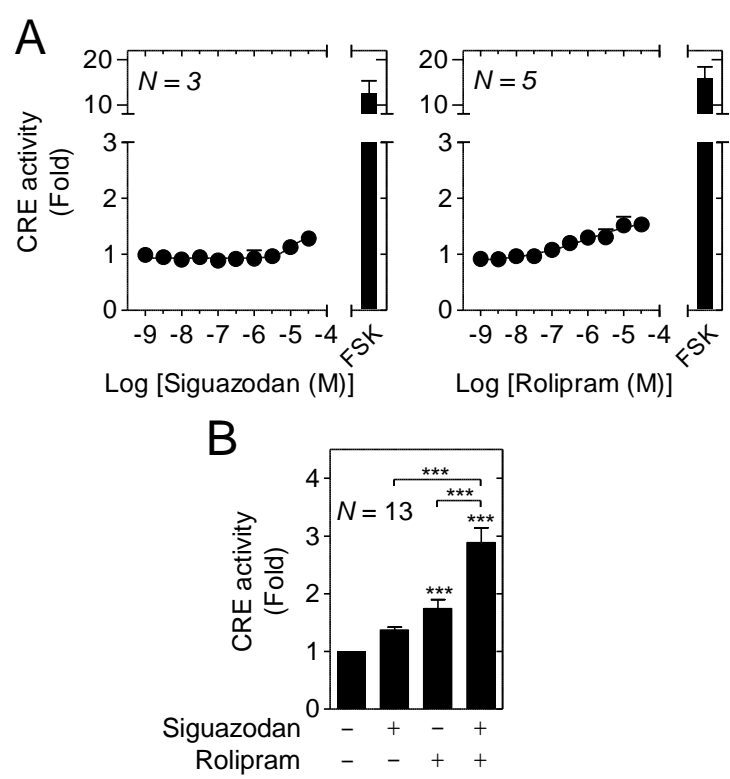 A
CRE activity
(Fold)
20
10
3
2
1
0
N = 3
-9 -8 -7 -6 -5 -4
FSK
Log [Siguazodan (M)]
20
10
3
2
1
0
N = 5
-9 -8 -7 -6 -5 -4
FSK
Log [Rolipram (M)]
B
CRE activity
(Fold)
4
3
2
1
0
N = 13
***
***
***
***
Siguazodan – + – +
Rolipram – – + +